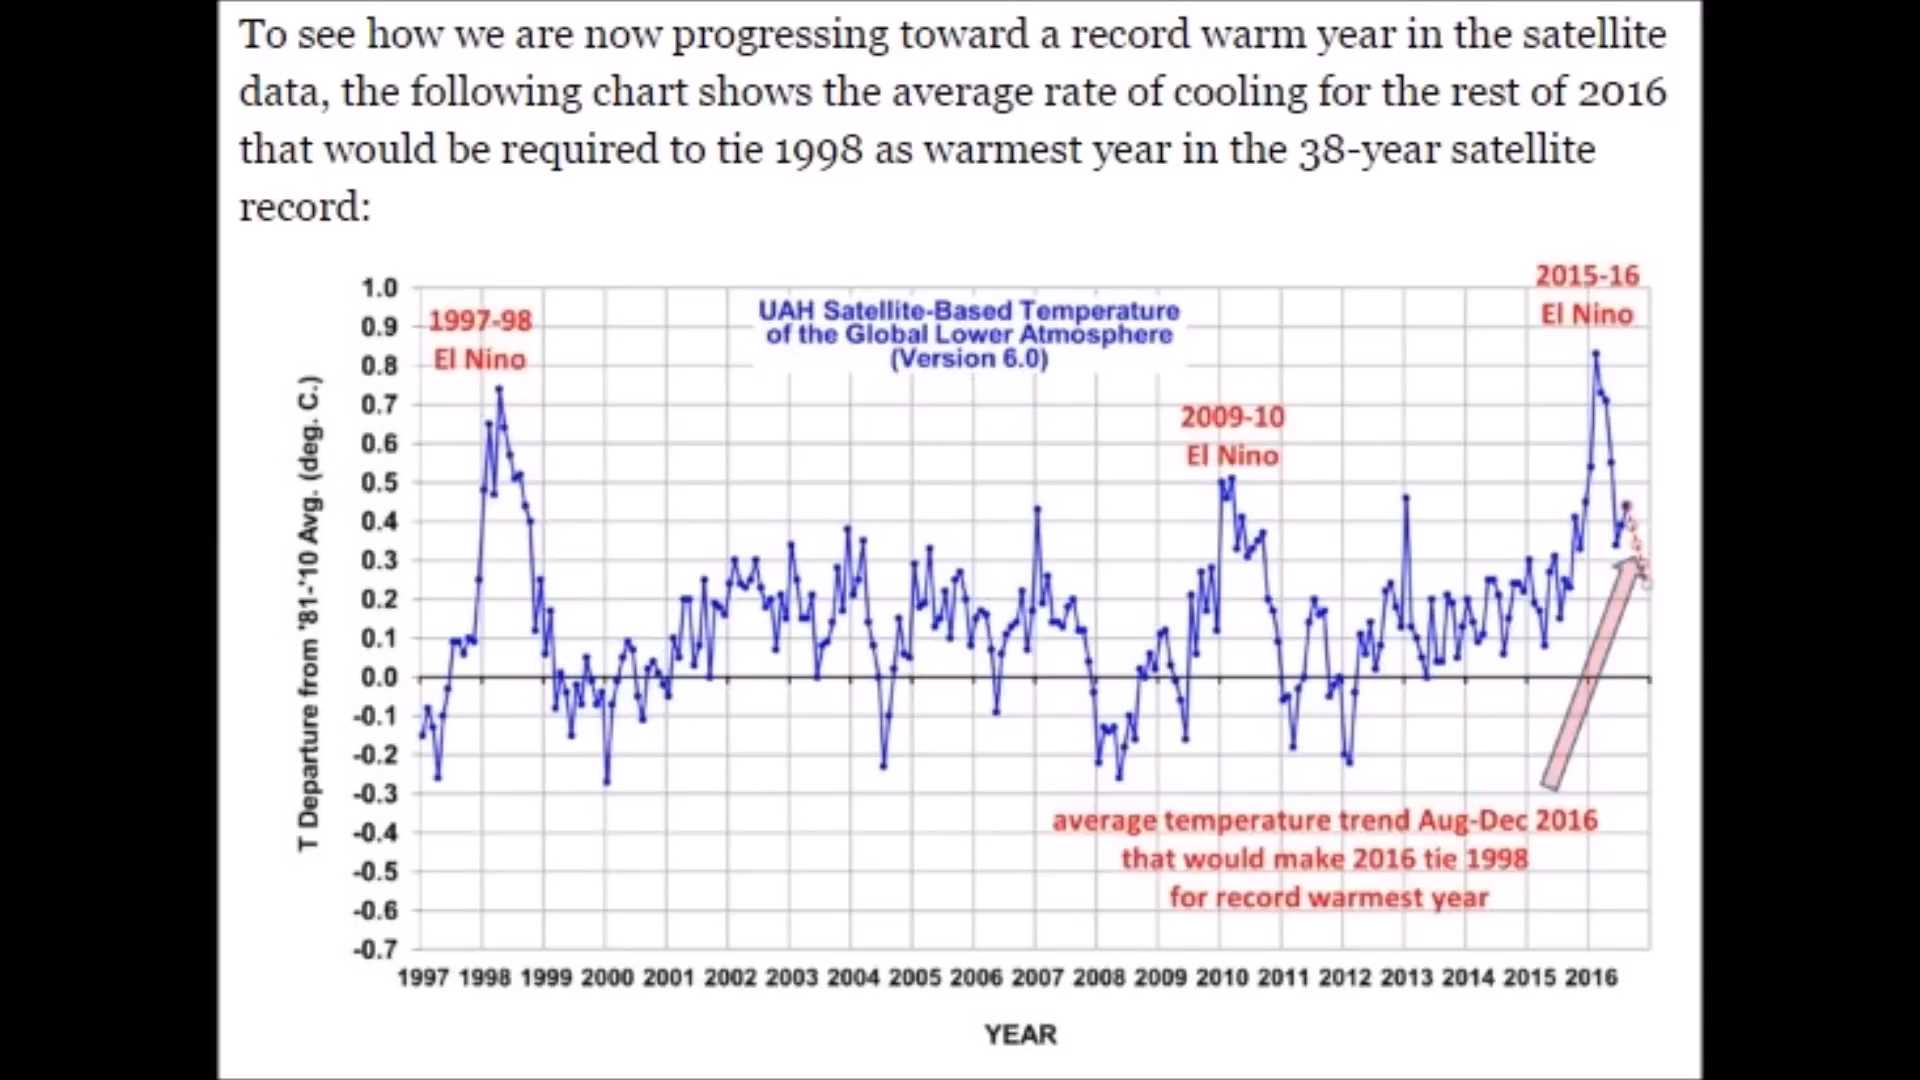 To see how we are now progressing toward a record warm year in the satellite
data, the following chart shows the average rate of cooling for the rest of 2016
that would be required to tie 1998 as warmest year in the 38-year satellite
record:
2015-16
El Nino
1997-98
El Nino
UAH Satellite-Based Temperature
of the Global Lower Atmosphere
(Version 6.0)
2009-10
El Nino
1.0
0.9
0.8
0.7
0.6
0.5
0.4
0.3
0.2
0.1
0.0
-0.1
-0.2
-0.3
-0.4
-0.5
-0.6
-0.7
T Departure from '81-'10 Avg. (deg. C.)
average temperature trend Aug-Dec 2016
that would make 2016 tie 1998
for record warmest year
1997 1998 1999 2000 2001 2002 2003 2004 2005 2006 2007 2008 2009 2010 2011 2012 2013 2014 2015 2016
YEAR